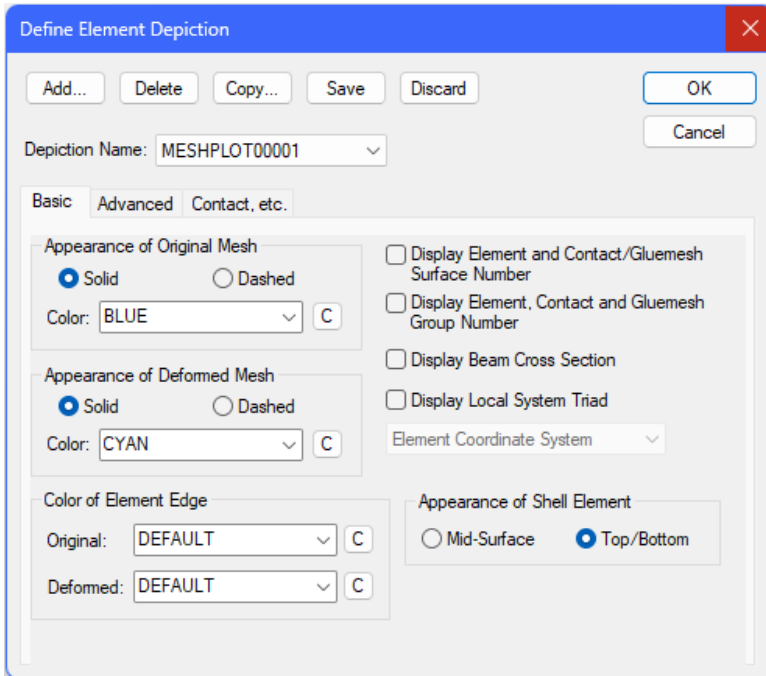 Define Element Depiction
Add... Delete Copy... Save Discard OK
Cancel
Depiction Name: MESHPLOT00001
Basic Advanced Contact, etc.
Appearance of Original Mesh
Solid Dashed
Color: BLUE C
Appearance of Deformed Mesh
Solid Dashed
Color: CYAN C
Color of Element Edge
Original: DEFAULT C
Deformed: DEFAULT C
Display Element and Contact/Gluemesh
Surface Number
Display Element, Contact and Gluemesh
Group Number
Display Beam Cross Section
Display Local System Triad
Element Coordinate System
Appearance of Shell Element
Mid-Surface Top/Bottom